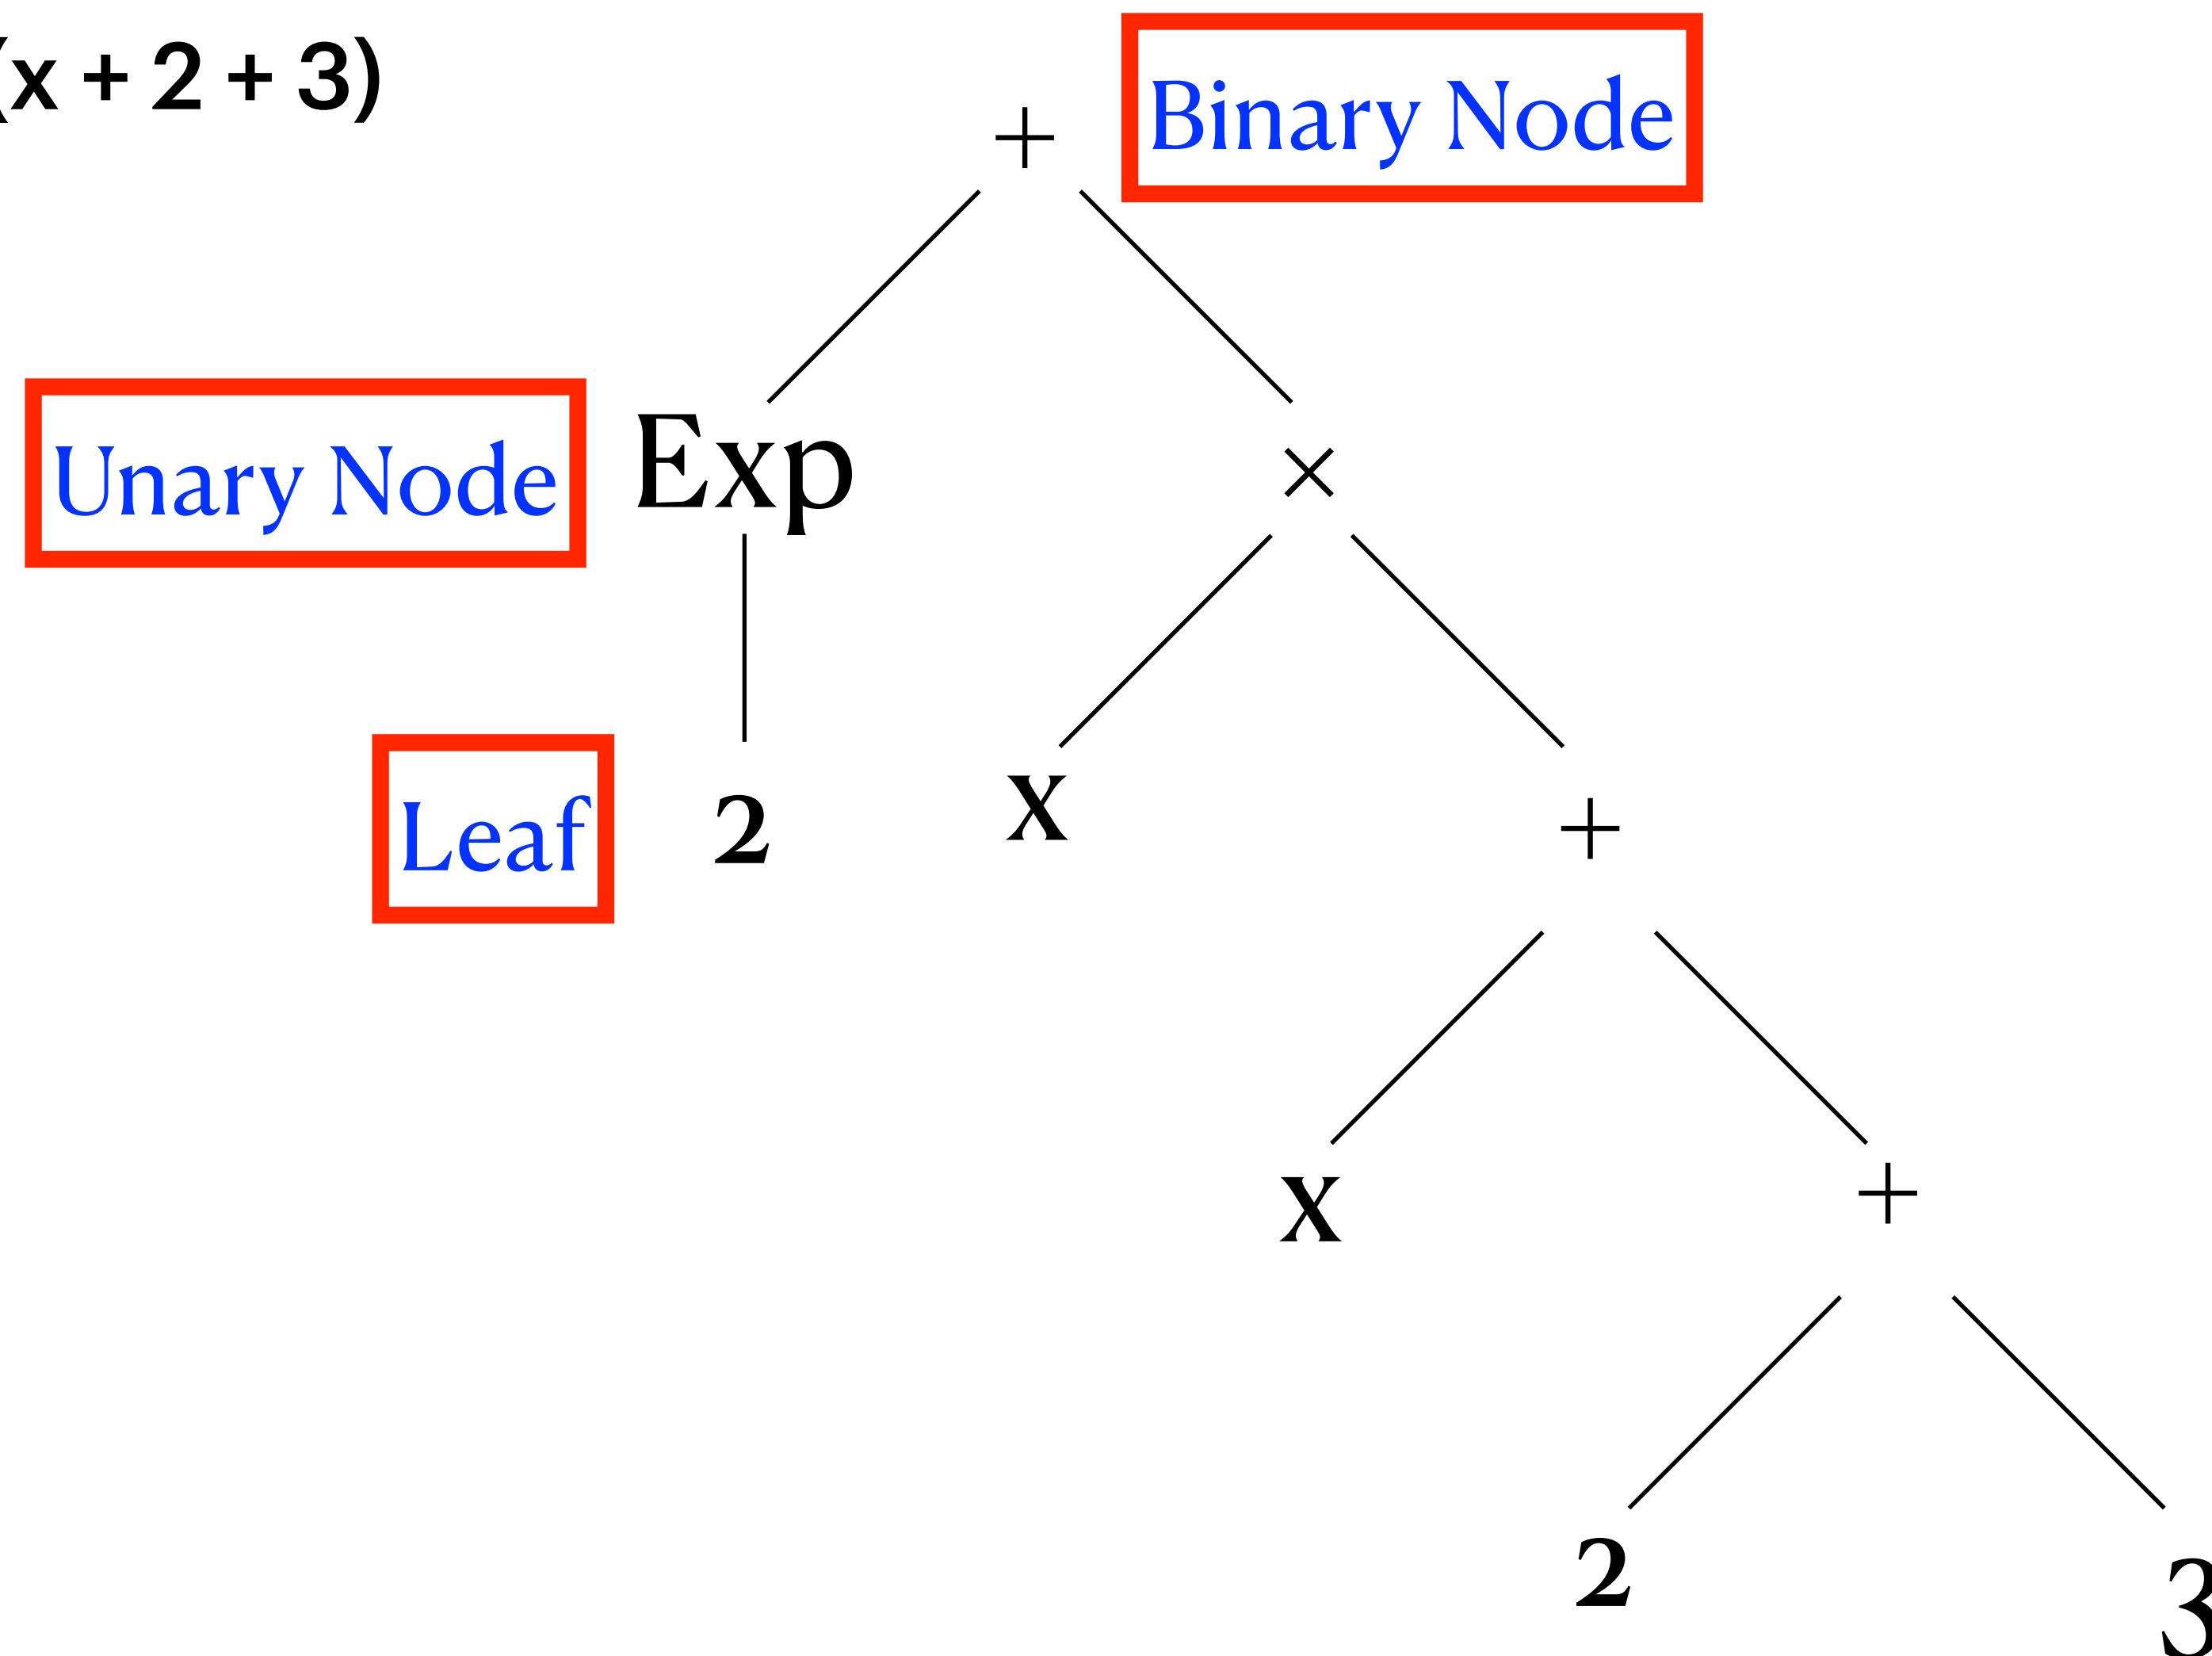 (x + 2 + 3)
+
Binary Node
Unary Node
Exp
×
Leaf
2
x
+
x
+
2
3